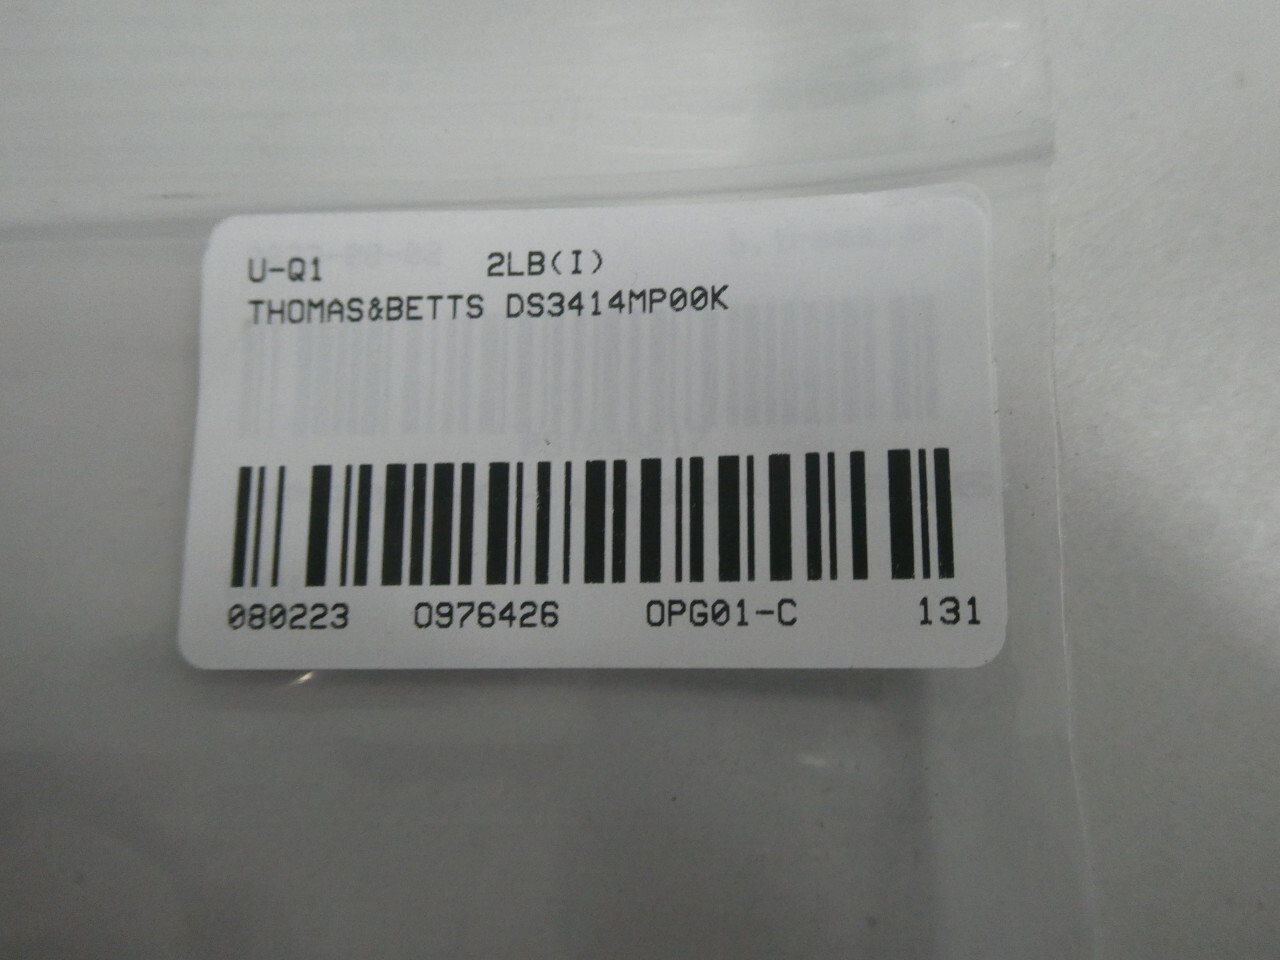 U-Q1 2LB(I)
THOMAS&BETTS DS3414MP00K
080223 0976426 OPG01-C 131